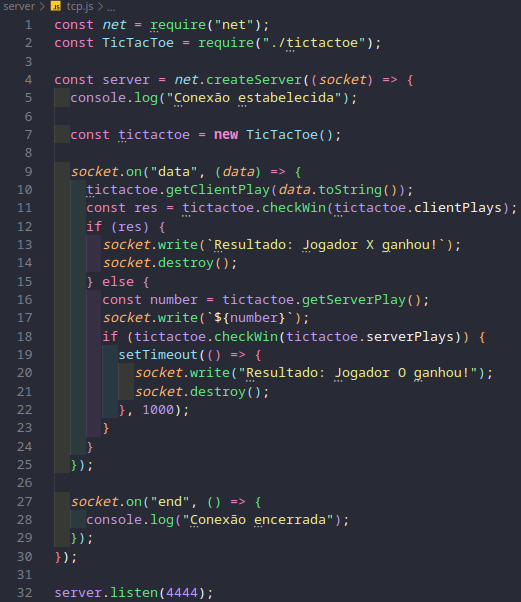 server > tcp.js > ...
1 const net = require("net");
2 const TicTacToe = require("./tictactoe");
3
4 const server = net.createServer((socket) => {
5   console.log("Conexão estabelecida");
6
7   const tictactoe = new TicTacToe();
8
9   socket.on("data", (data) => {
10     tictactoe.getClientPlay(data.toString());
11     const res = tictactoe.checkWin(tictactoe.clientPlays);
12     if (res) {
13       socket.write(`Resultado: Jogador X ganhou!`);
14       socket.destroy();
15     } else {
16       const number = tictactoe.getServerPlay();
17       socket.write(`${number}`);
18       if (tictactoe.checkWin(tictactoe.serverPlays)) {
19         setTimeout(() => {
20           socket.write("Resultado: Jogador O ganhou!");
21           socket.destroy();
22         }, 1000);
23       }
24     }
25   });
26
27   socket.on("end", () => {
28     console.log("Conexão encerrada");
29   });
30 });
31
32 server.listen(4444);